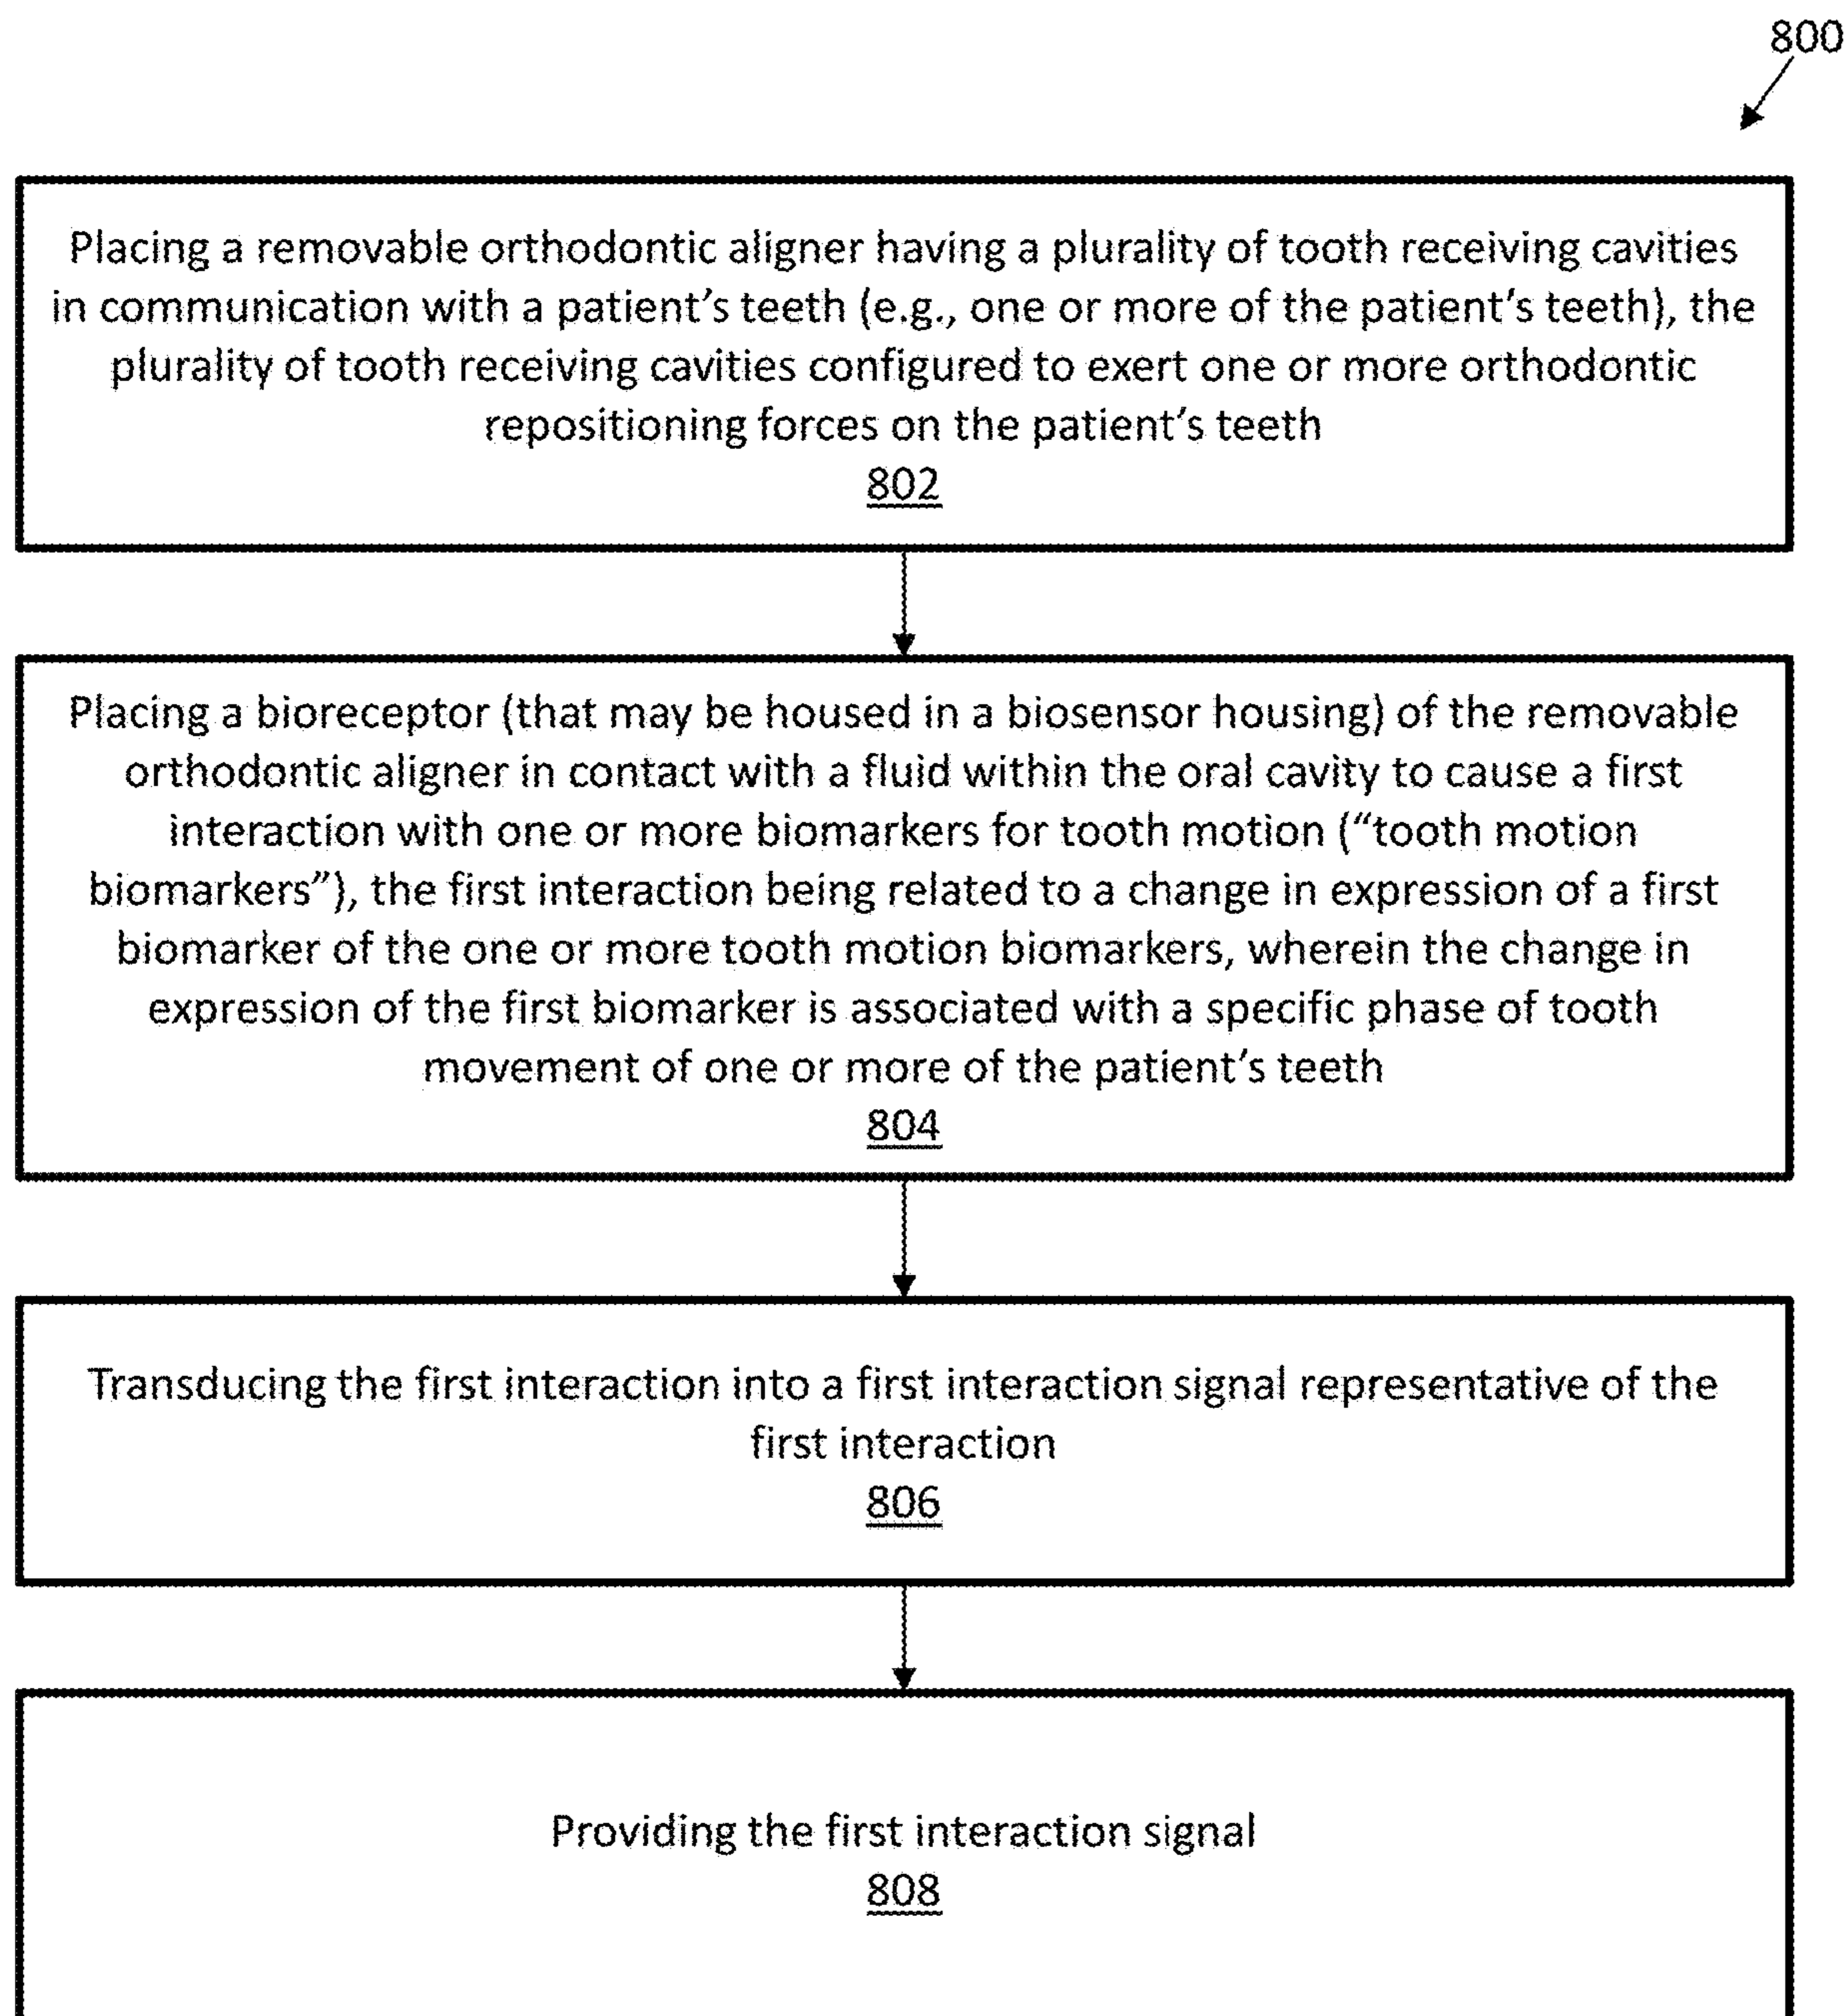 800
Placing a removable orthodontic aligner having a plurality of tooth receiving cavities
in communication with a patient's teeth (e.g., one or more of the patient's teeth), the
plurality of tooth receiving cavities configured to exert one or more orthodontic
repositioning forces on the patient's teeth
802
Placing a bioreceptor (that may be housed in a biosensor housing) of the removable
orthodontic aligner in contact with a fluid within the oral cavity to cause a first
interaction with one or more biomarkers for tooth motion (“tooth motion
biomarkers”), the first interaction being related to a change in expression of a first
biomarker of the one or more tooth motion biomarkers, wherein the change in
expression of the first biomarker is associated with a specific phase of tooth
movement of one or more of the patient's teeth
804
Transducing the first interaction into a first interaction signal representative of the
first interaction
806
Providing the first interaction signal
808